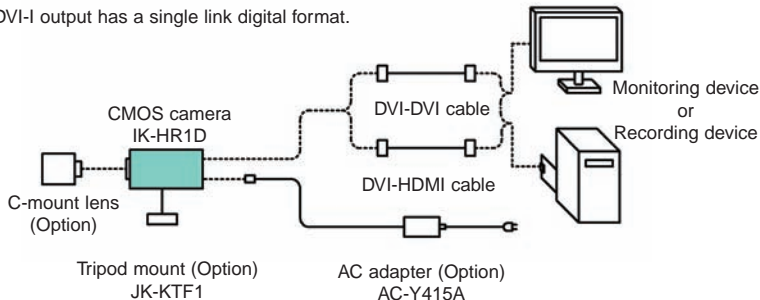 DVI-I output has a single link digital format.
CMOS camera
IK-HR1D
DVI-DVI cable
Monitoring device
or
Recording device
DVI-HDMI cable
C-mount lens
(Option)
Tripod mount (Option)
JK-KTF1
AC adapter (Option)
AC-Y415A